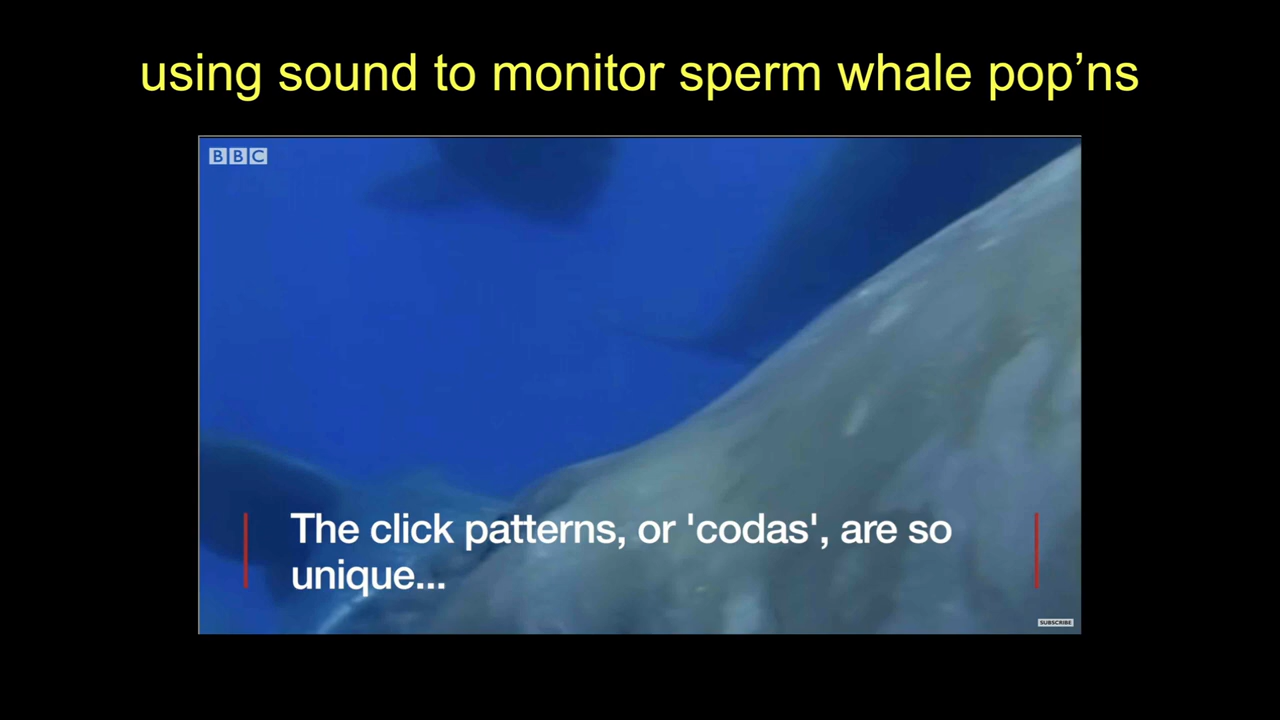 using sound to monitor sperm whale pop’ns
BBC
The click patterns, or 'codas', are so
unique...
SUBSCRIBE